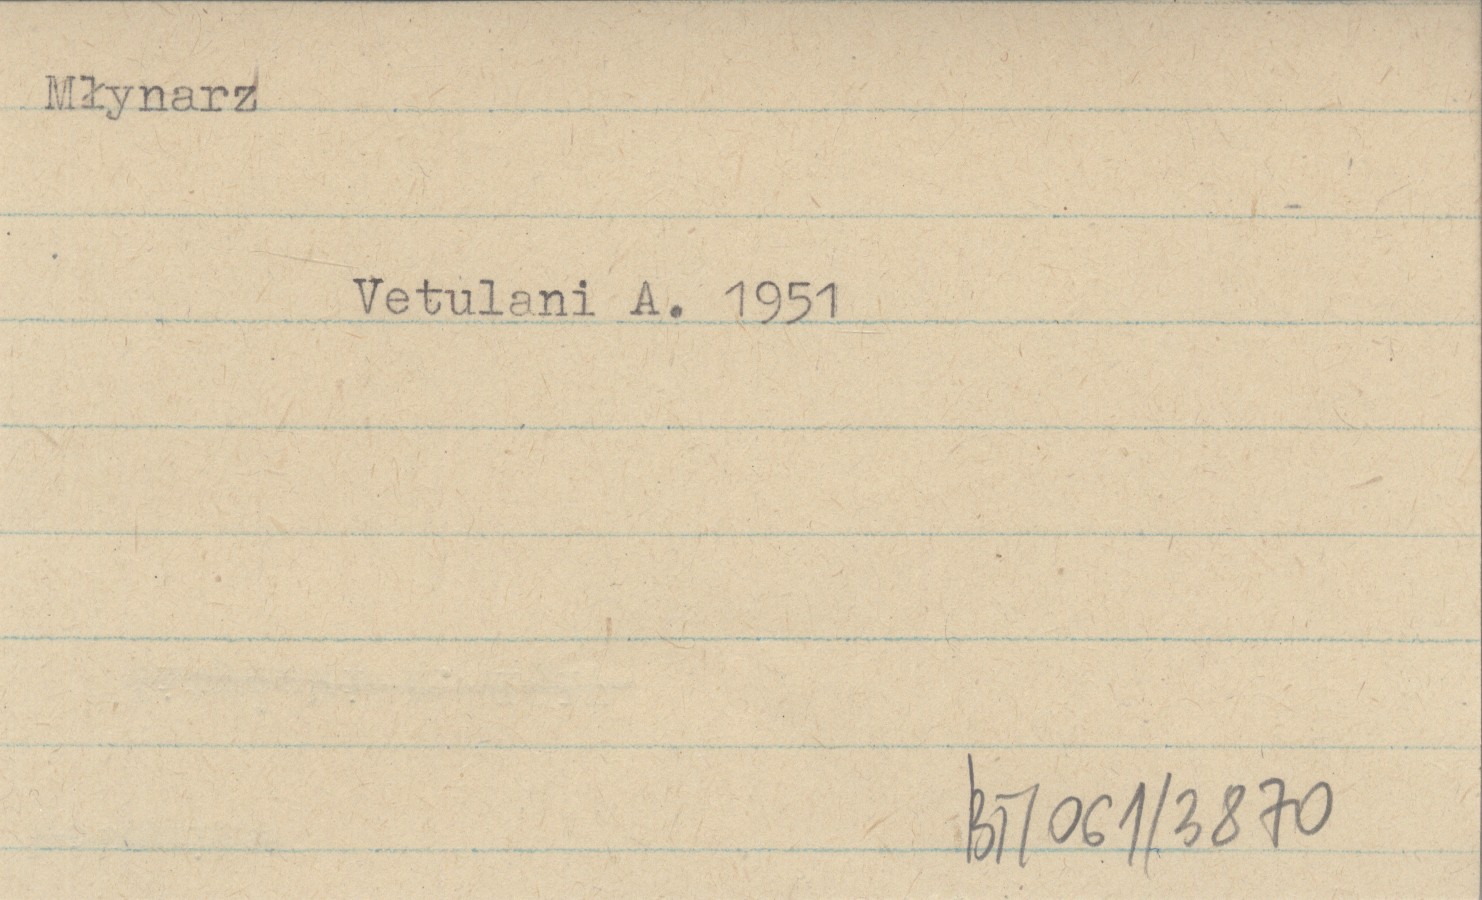 Młynarz
Vetulani A. 1951
BT/061/3870